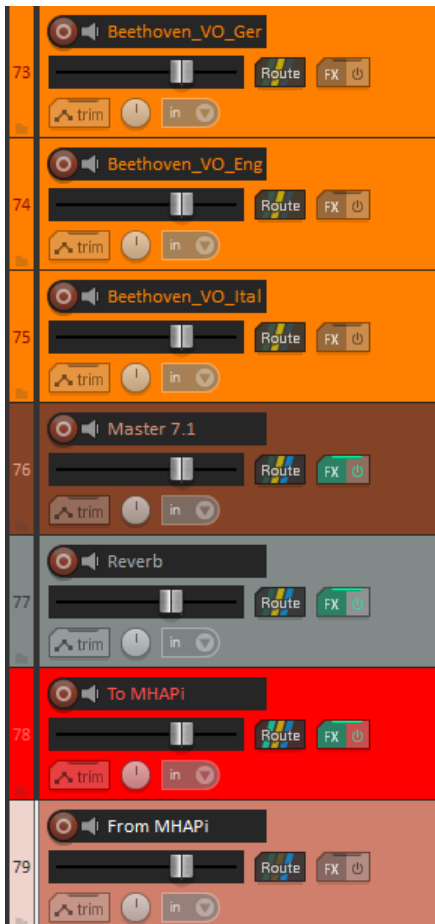 Beethoven_VO_Ger
73
Route
FX
trim
in
Beethoven_VO_Eng
74
Route
FX
trim
in
Beethoven_VO_Ital
75
Route
FX
trim
in
Master 7.1
76
Route
FX
trim
in
Reverb
77
Route
FX
trim
in
To MHAPi
78
Route
FX
trim
in
From MHAPi
79
Route
FX
trim
in